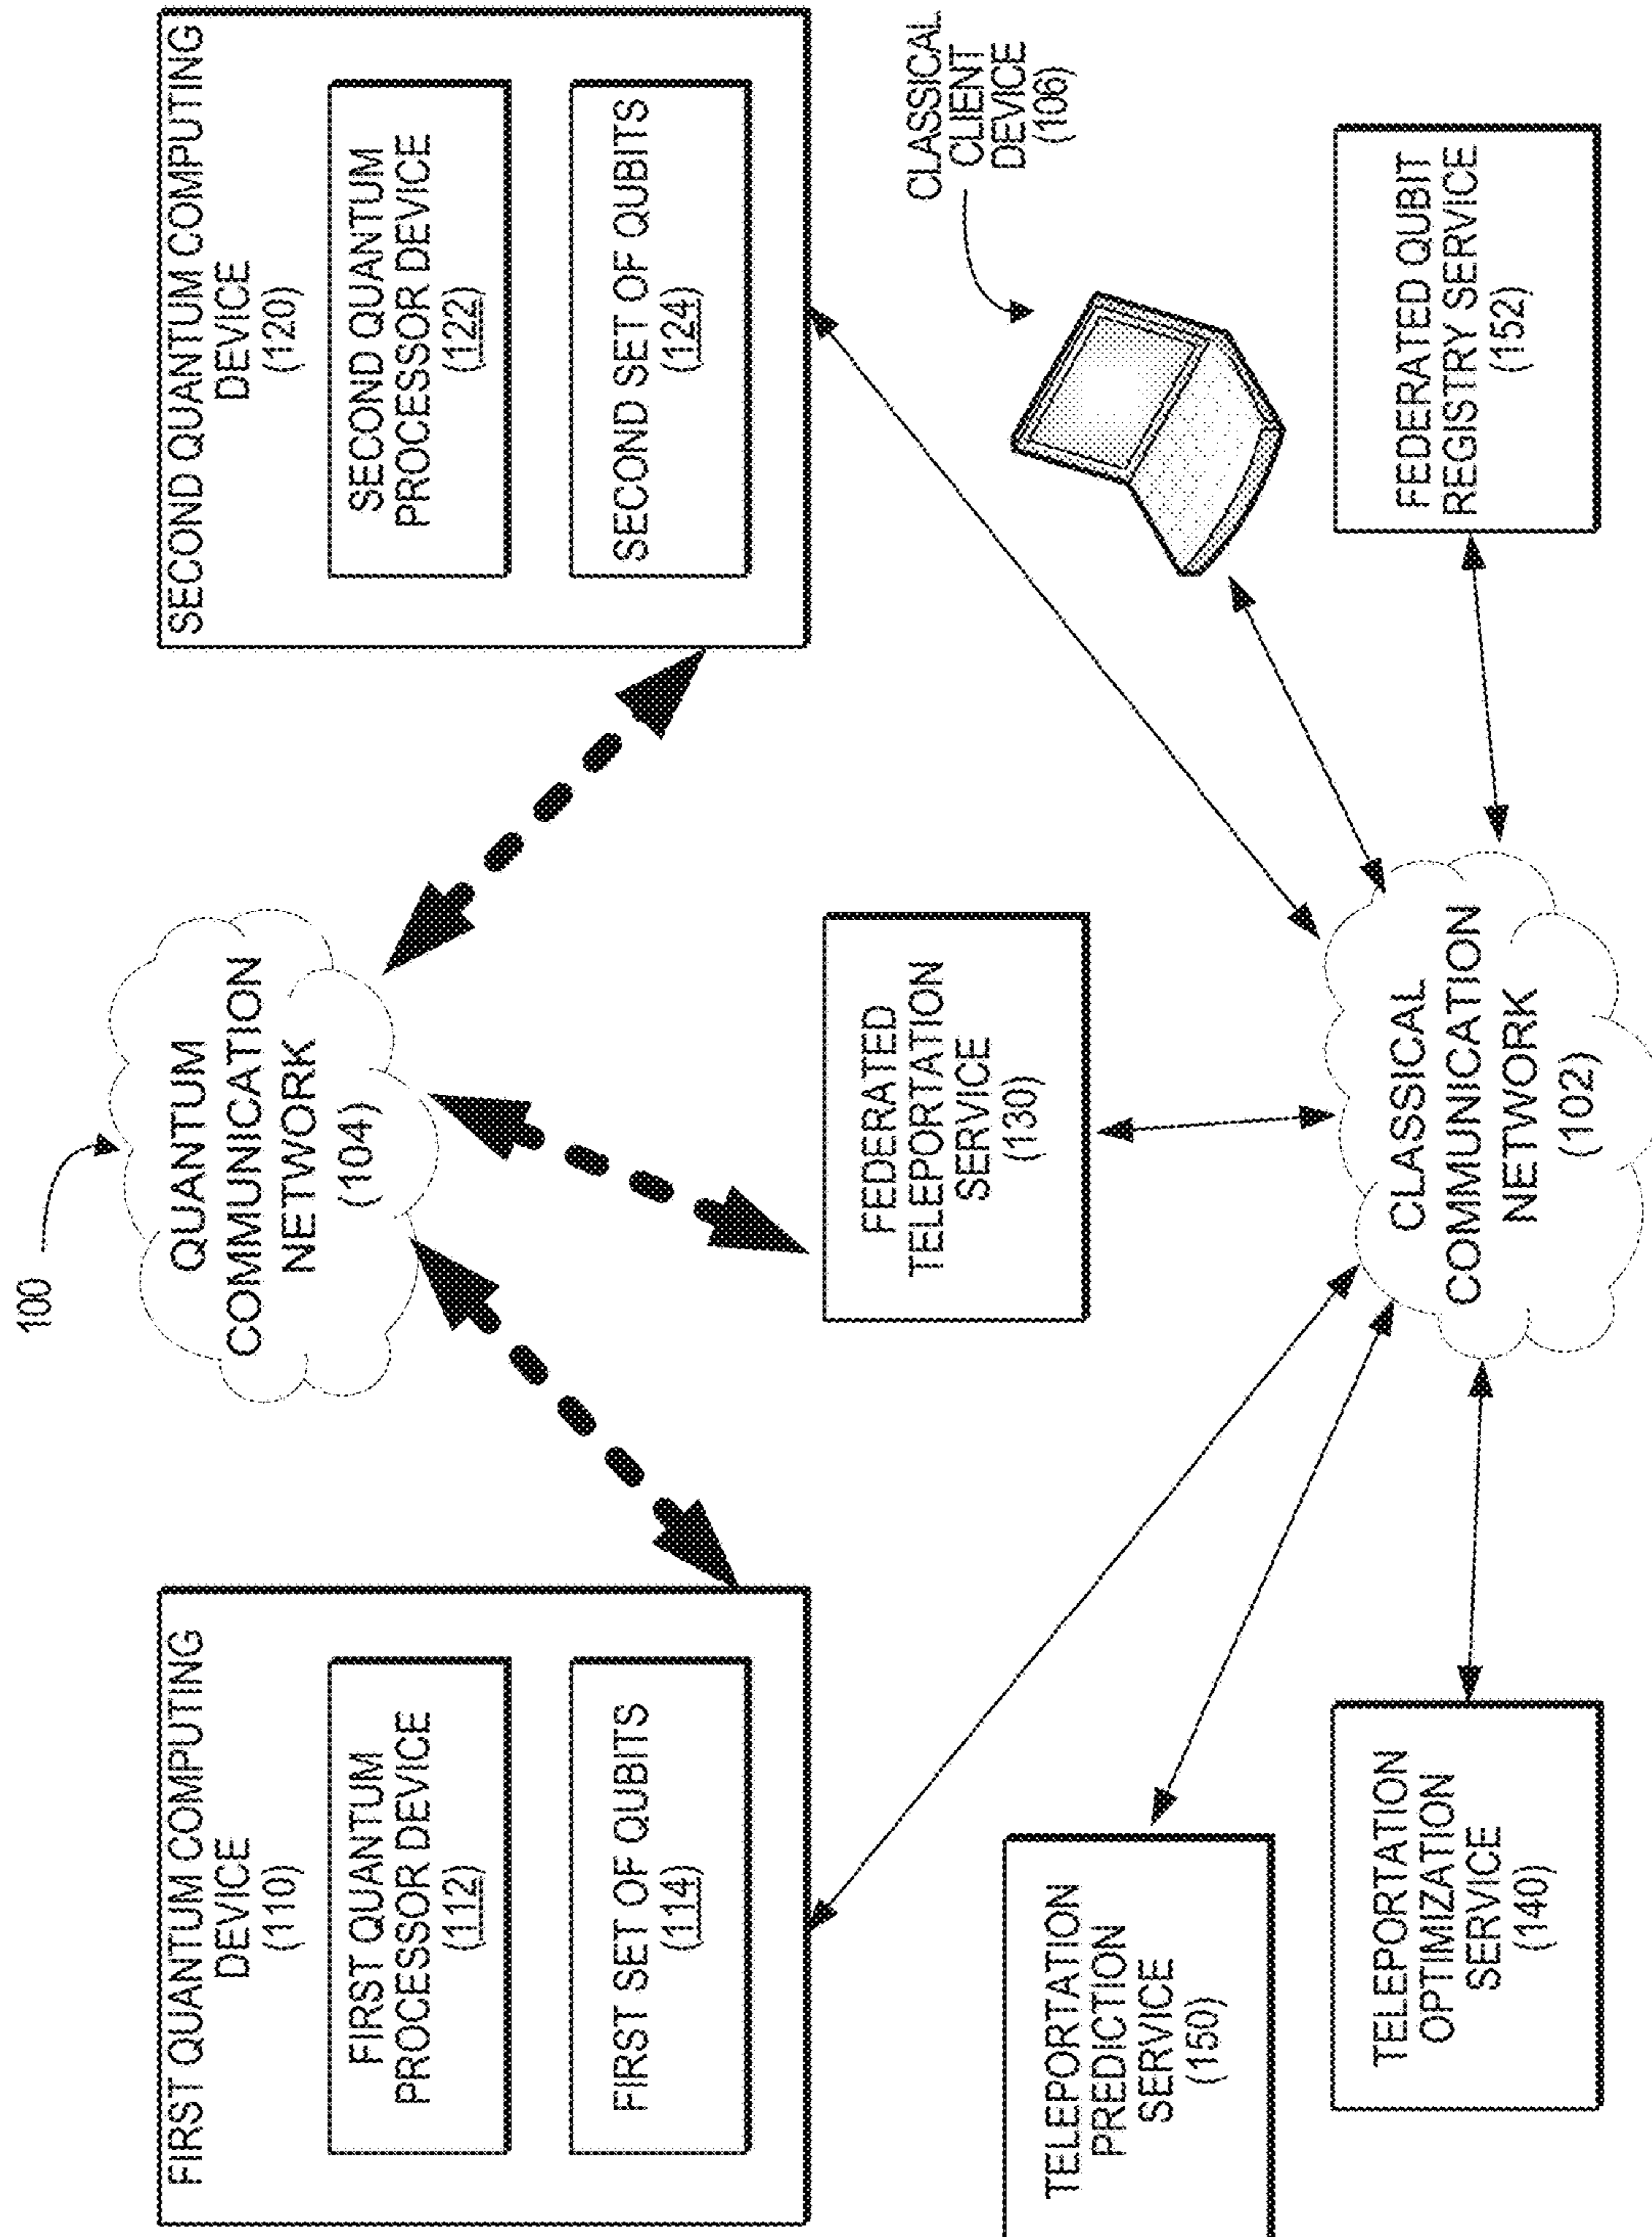 100
QUANTUM
COMMUNICATION
NETWORK
(104)
FIRST QUANTUM COMPUTING
DEVICE
(110)
FIRST QUANTUM
PROCESSOR DEVICE
(112)
FIRST SET OF QUBITS
(114)
SECOND QUANTUM COMPUTING
DEVICE
(120)
SECOND QUANTUM
PROCESSOR DEVICE
(122)
SECOND SET OF QUBITS
(124)
FEDERATED
TELEPORTATION
SERVICE
(130)
CLASSICAL
CLIENT
DEVICE
(106)
TELEPORTATION
PREDICTION
SERVICE
(150)
TELEPORTATION
OPTIMIZATION
SERVICE
(140)
CLASSICAL
COMMUNICATION
NETWORK
(102)
FEDERATED QUBIT
REGISTRY SERVICE
(152)